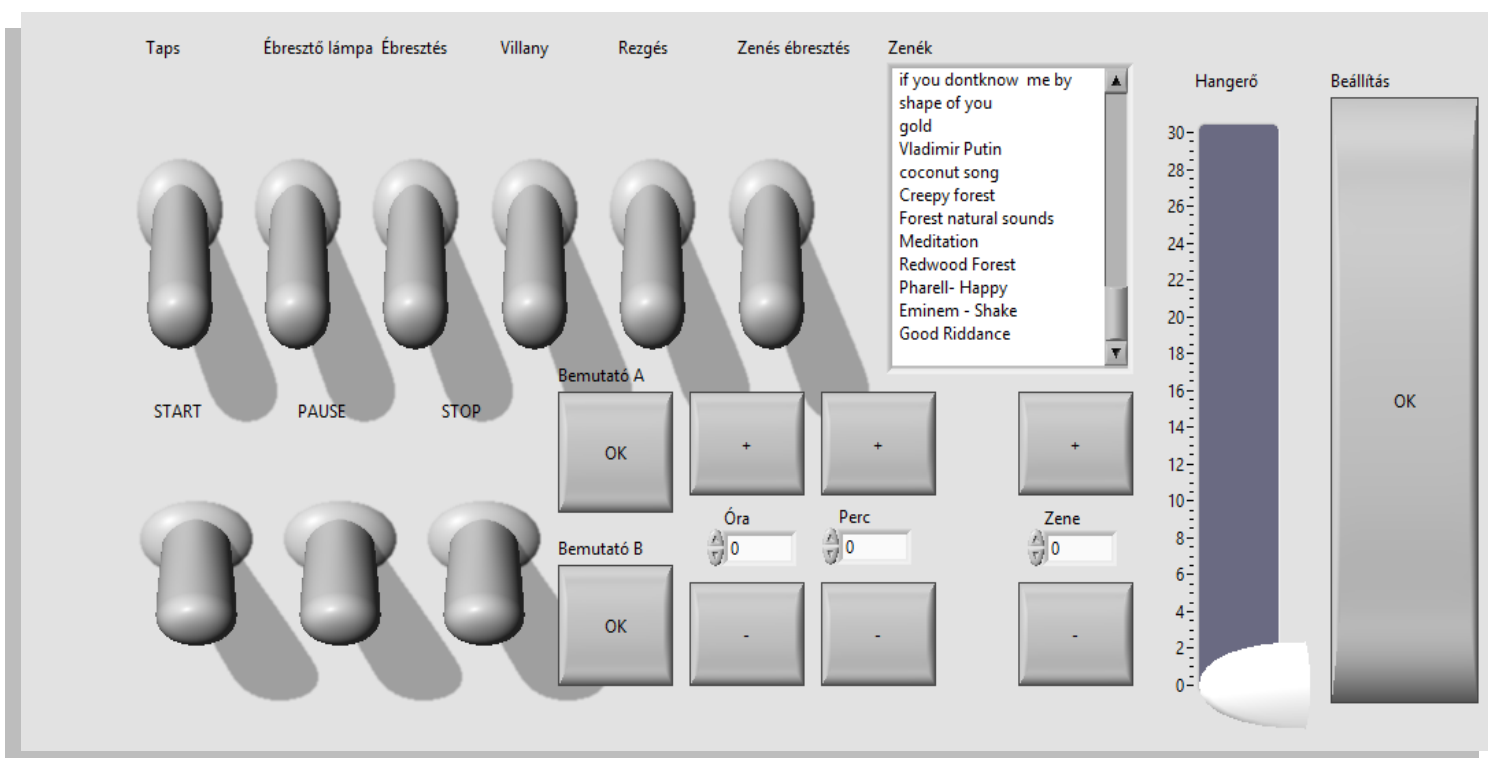 Taps
Ébresztő lámpa
Ébresztés
Villany
Rezgés
Zenés ébresztés
Zenék
if you dontknow  me by
shape of you
gold
Vladimir Putin
coconut song
Creepy forest
Forest natural sounds
Meditation
Redwood Forest
Pharell- Happy
Eminem - Shake
Good Riddance
Hangerő
30
28
26
24
22
20
18
16
14
12
10
8
6
4
2
0
Beállítás
OK
START
PAUSE
STOP
Bemutató A
OK
+
+
+
Óra
0
Perc
0
Zene
0
Bemutató B
OK
-
-
-